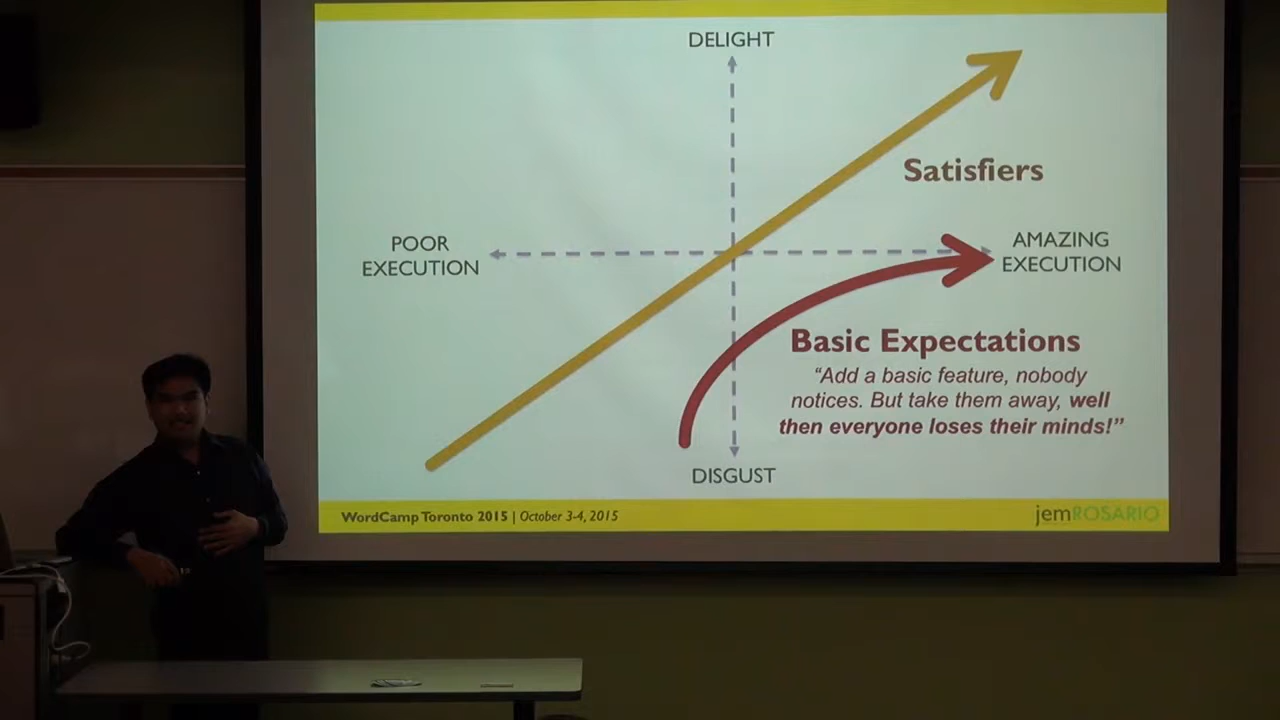 DELIGHT
Satisfiers
POOR
EXECUTION
AMAZING
EXECUTION
Basic Expectations
“Add a basic feature, nobody
notices. But take them away, well
then everyone loses their minds!”
DISGUST
WordCamp Toronto 2015 | October 3-4, 2015
jemROSARIO